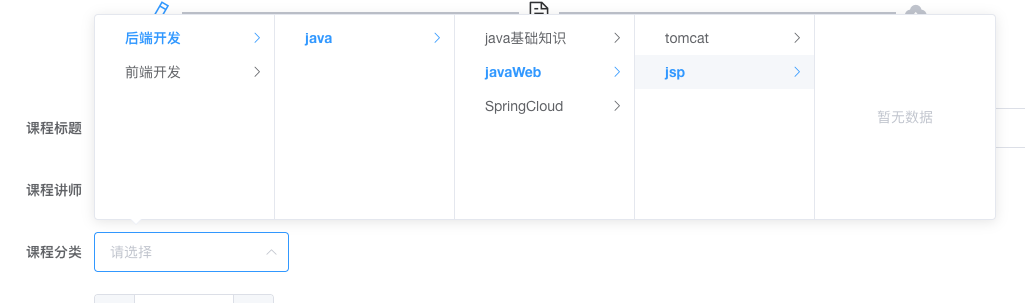 后端开发
前端开发
java
java基础知识
javaWeb
SpringCloud
tomcat
jsp
暂无数据
课程标题
课程讲师
课程分类
请选择